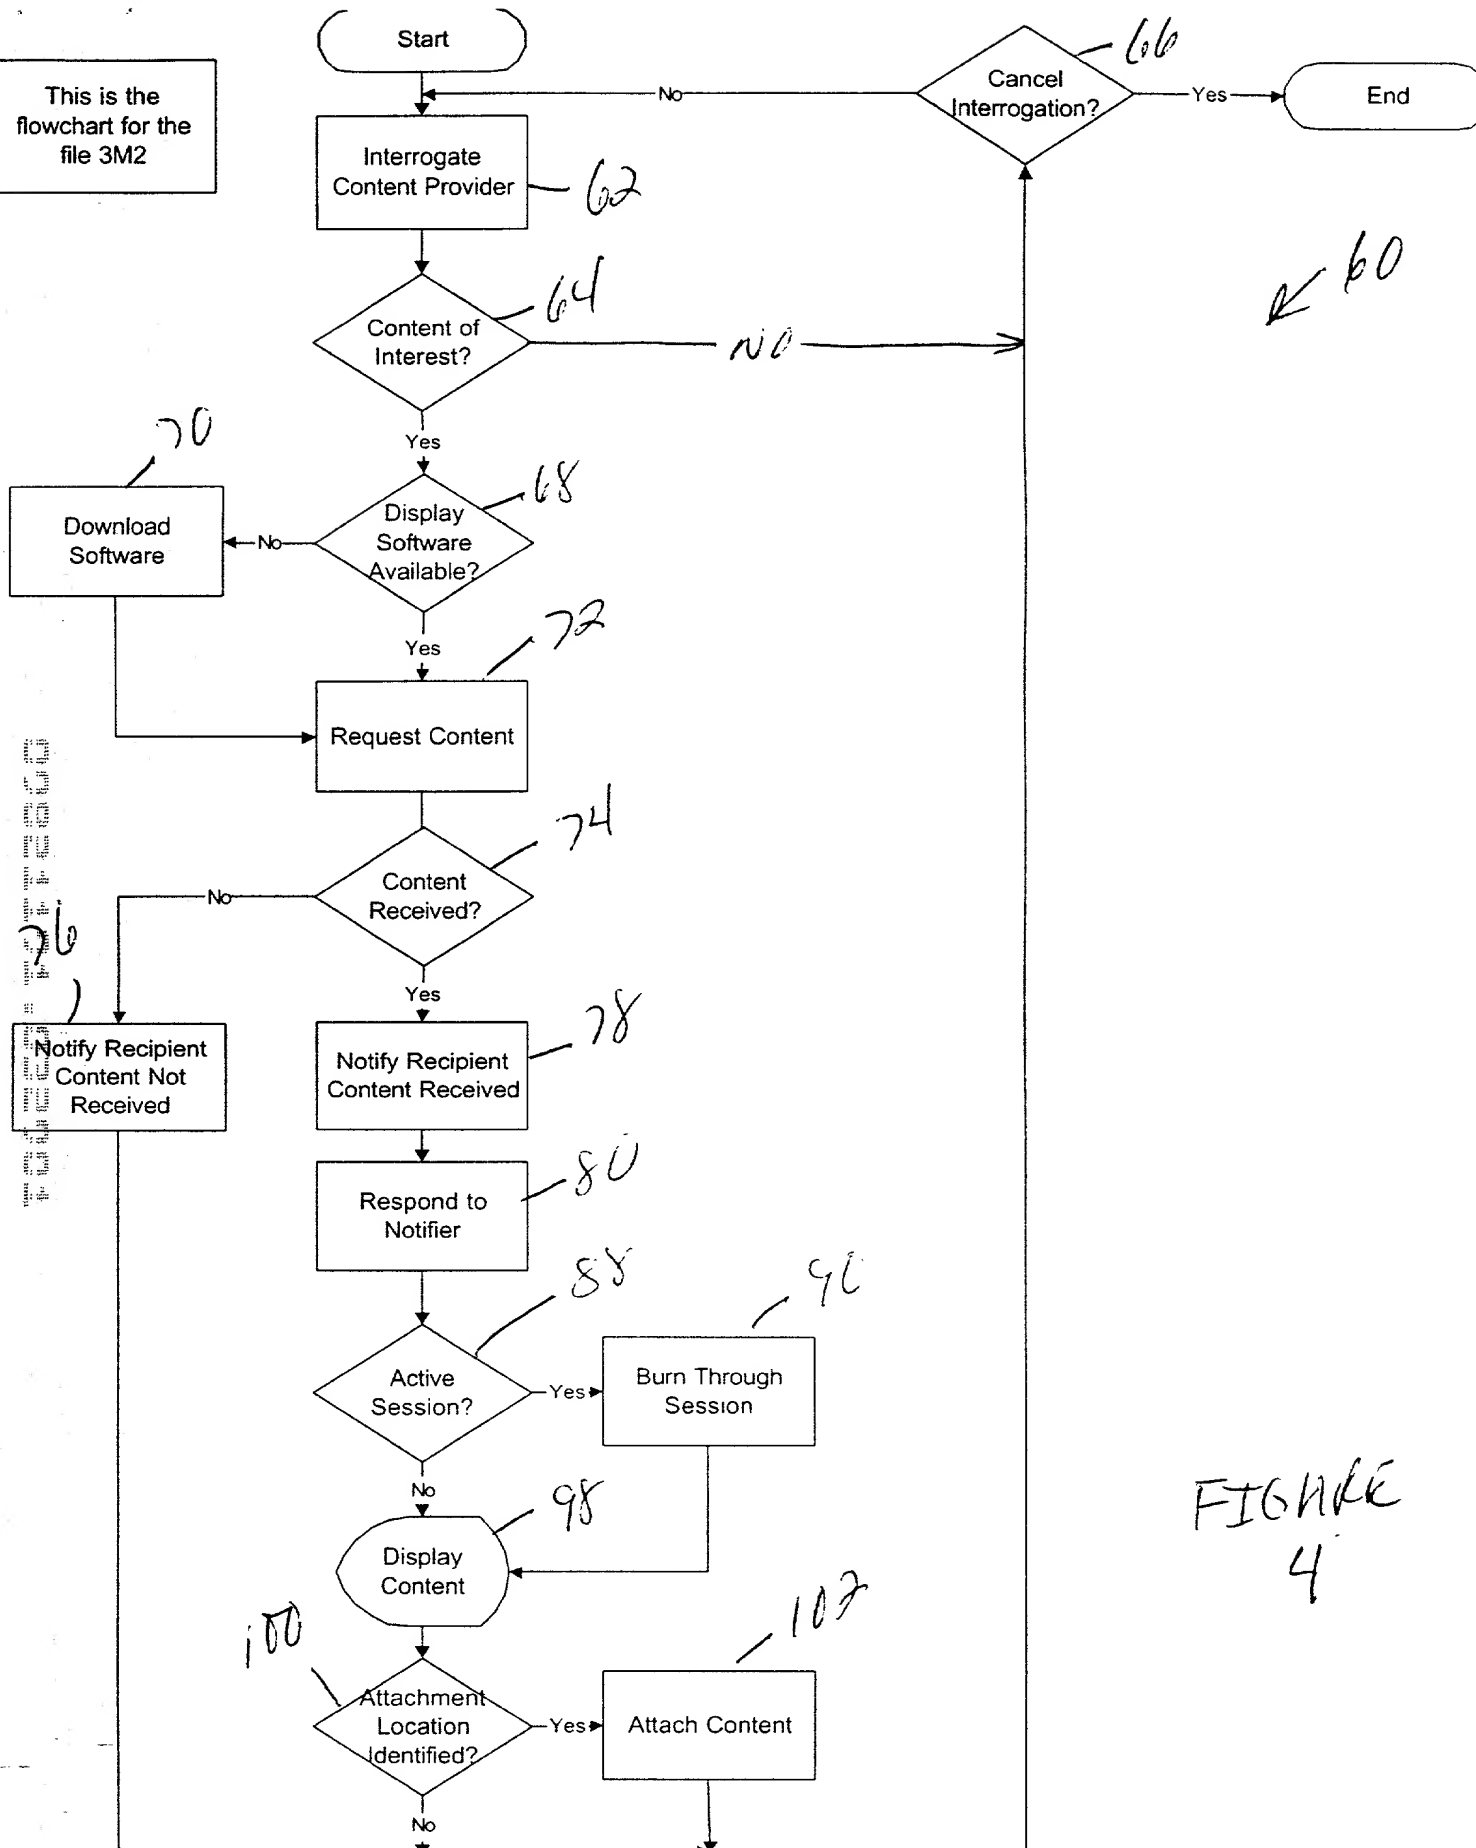 Start
66
This is the
flowchart for the
file 3M2
Cancel
Interrogation?
No
Yes
End
Interrogate
Content Provider
62
60
64
Content of
Interest?
NO
70
Yes
68
Download
Software
No
Display
Software
Available?
72
Yes
Request Content
74
Content
Received?
No
76
Yes
78
Notify Recipient
Content Not
Received
Notify Recipient
Content Received
80
Respond to
Notifier
88
90
Active
Session?
Yes
Burn Through
Session
No
98
FIGURE
4
Display
Content
102
100
Attachment
Location
Identified?
Yes
Attach Content
No